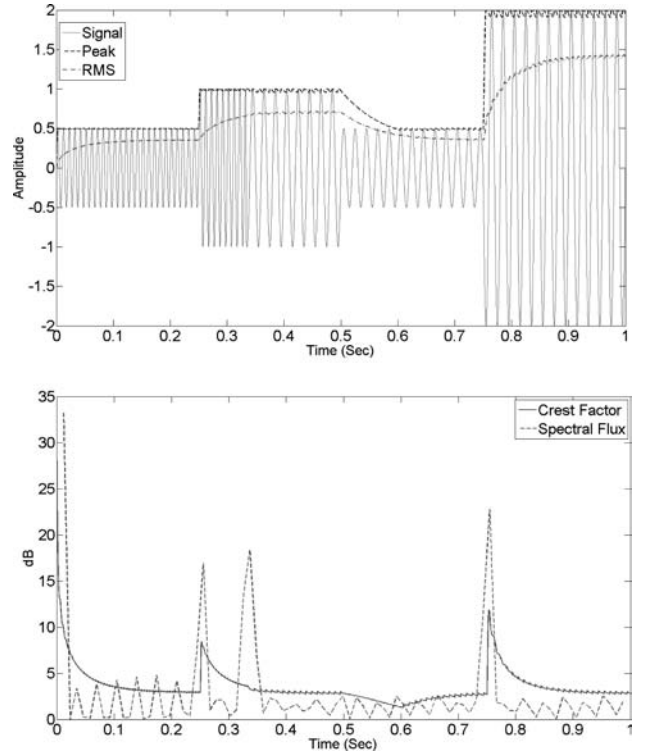 2
1.5
1
0.5
0
-0.5
-1
-1.5
-2
Amplitude
Signal
Peak
RMS
0 0.1 0.2 0.3 0.4 0.5 0.6 0.7 0.8 0.9 1
Time (Sec)
35
30
25
20
15
10
5
0
dB
Crest Factor
Spectral Flux
0 0.1 0.2 0.3 0.4 0.5 0.6 0.7 0.8 0.9 1
Time (Sec)